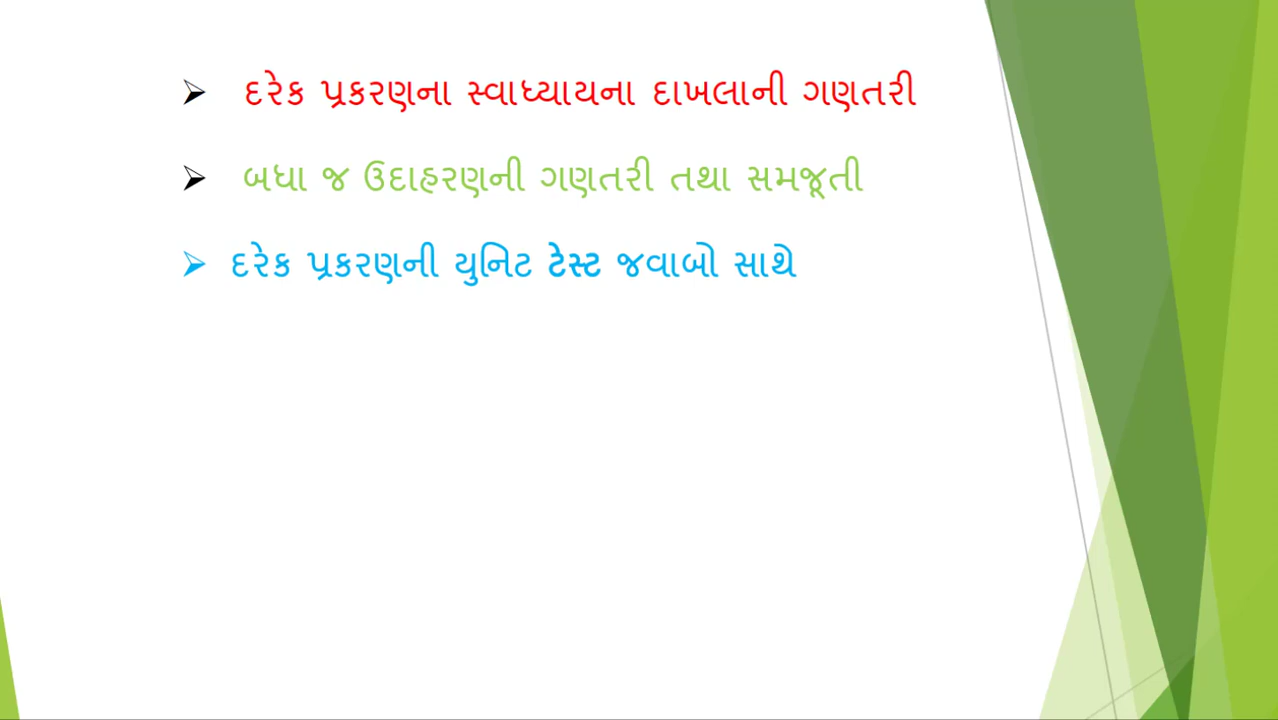 દરેક પ્રકરણના સ્વાધ્યાયના દાખલાની ગણતરી
બધા જ ઉદાહરણની ગણતરી તથા સમજૂતી
દરેક પ્રકરણની યુનિટ ટેસ્ટ જવાબો સાથે